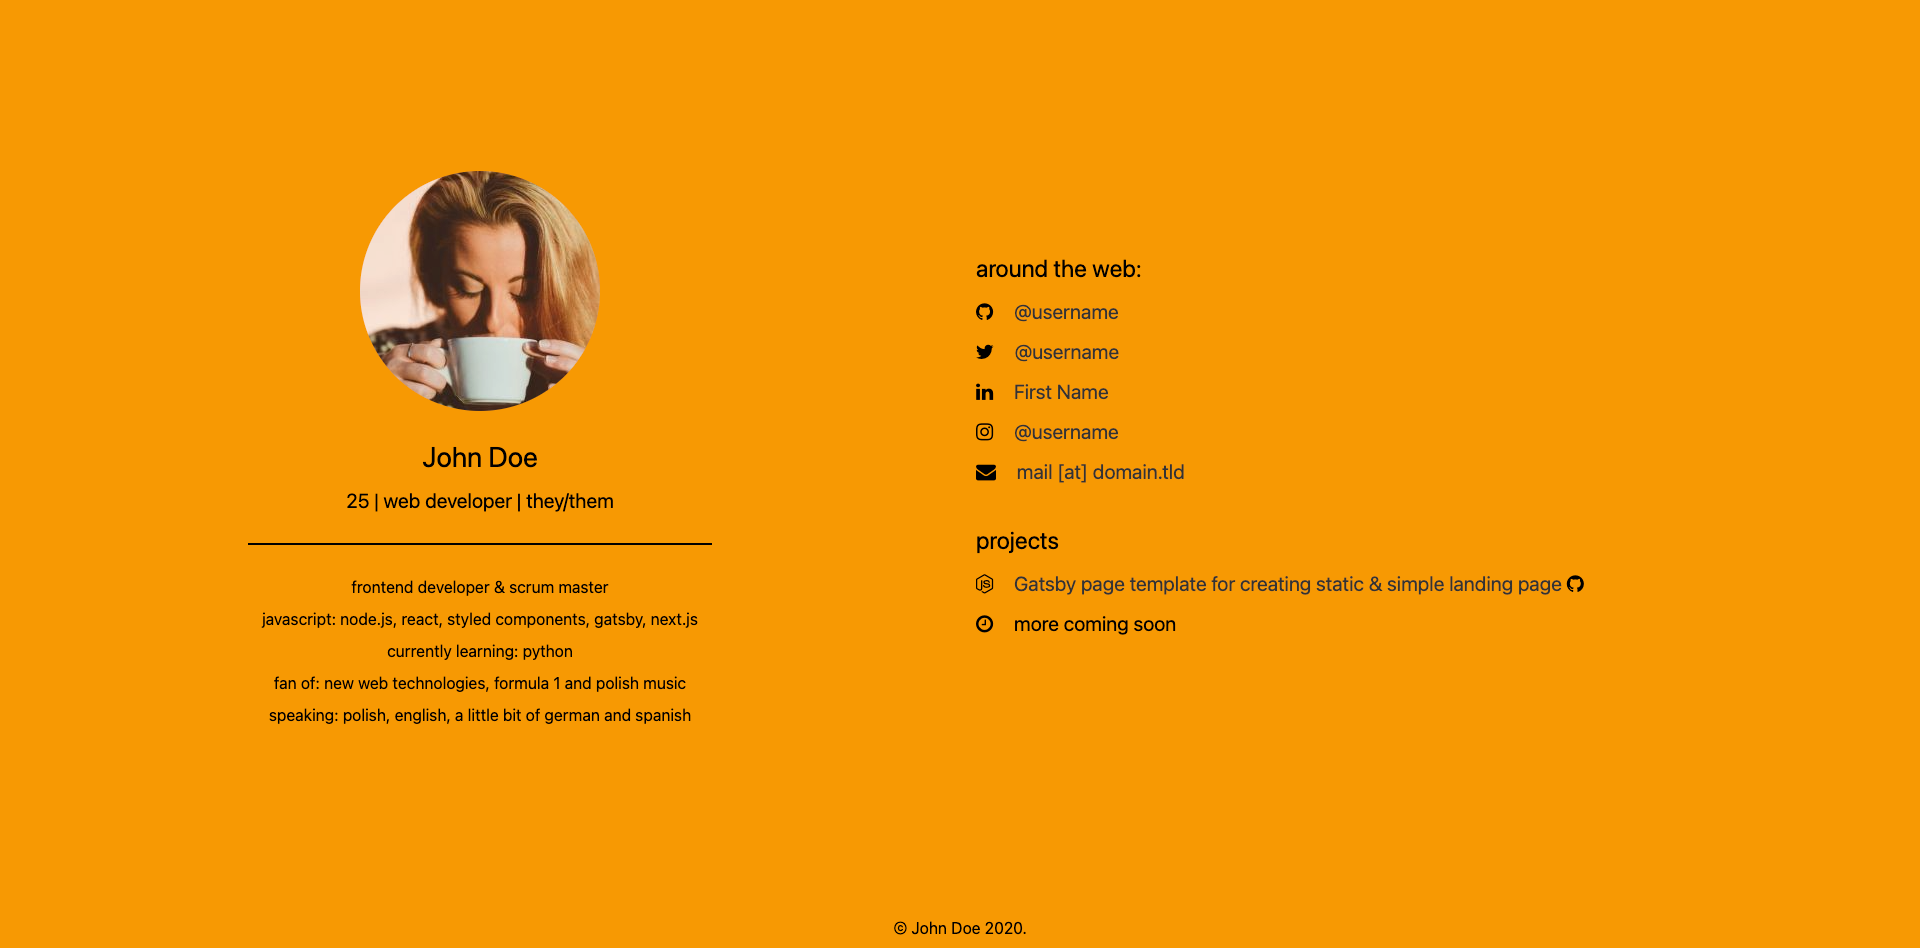 John Doe
25 | web developer | they/them
frontend developer & scrum master
javascript: node.js, react, styled components, gatsby, next.js
currently learning: python
fan of: new web technologies, formula 1 and polish music
speaking: polish, english, a little bit of german and spanish
around the web:
@username
@username
First Name
@username
mail [at] domain.tld
projects
Gatsby page template for creating static & simple landing page
more coming soon
© John Doe 2020.